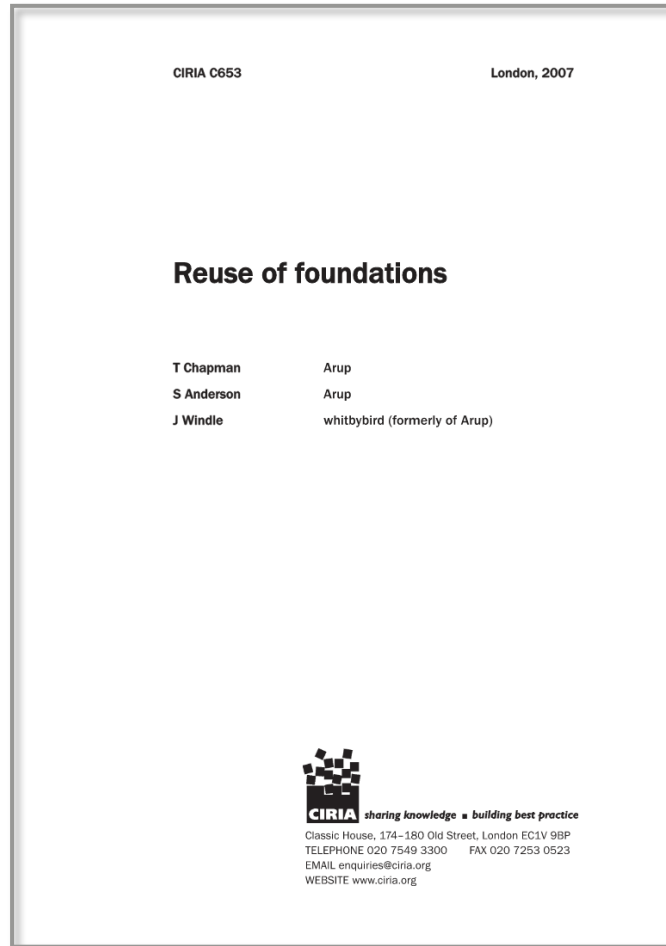 CIRIA C653 London, 2007
Reuse of foundations
T Chapman Arup
S Anderson Arup
J Windle whitbybird (formerly of Arup)
CIRIA sharing knowledge ■ building best practice
Classic House, 174–180 Old Street, London EC1V 9BP
TELEPHONE 020 7549 3300 FAX 020 7253 0523
EMAIL enquiries@ciria.org
WEBSITE www.ciria.org